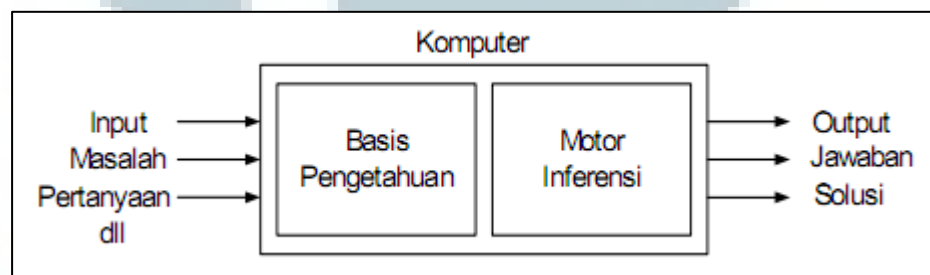 Komputer
Input
Masalah
Pertanyaan
dll
Basis
Pengetahuan
Motor
Inferensi
Output
Jawaban
Solusi